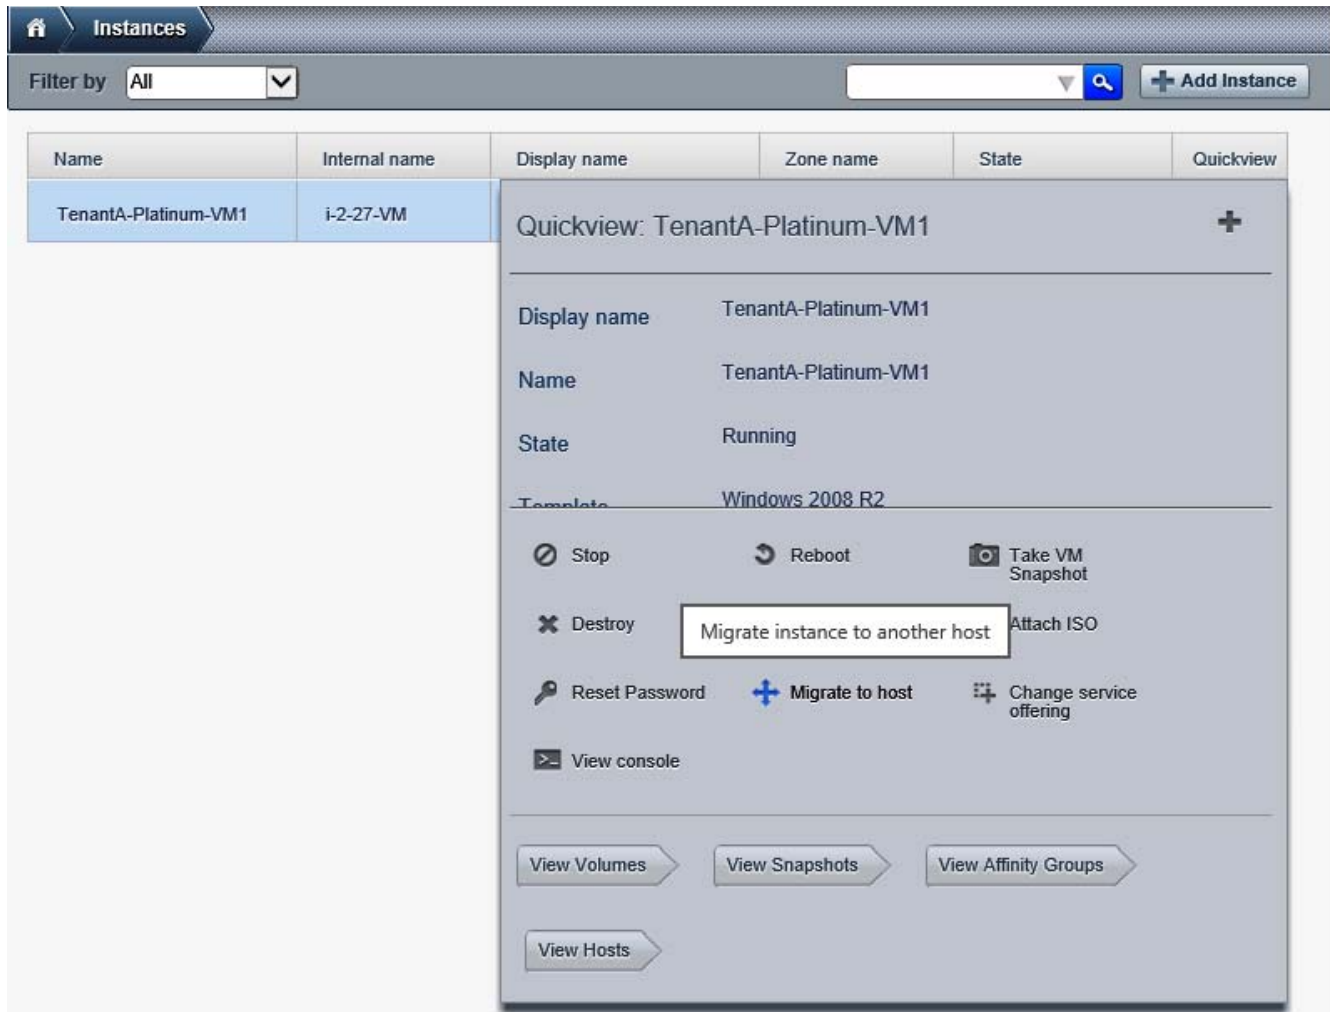 Instances
Filter by All
Add Instance
Name Internal name Display name Zone name State Quickview
TenantA-Platinum-VM1 i-2-27-VM
Quickview: TenantA-Platinum-VM1
Display name TenantA-Platinum-VM1
Name TenantA-Platinum-VM1
State Running
Template Windows 2008 R2
Stop Reboot Take VM
Snapshot
Destroy Migrate instance to another host Attach ISO
Reset Password Migrate to host Change service
offering
View console
View Volumes View Snapshots View Affinity Groups
View Hosts